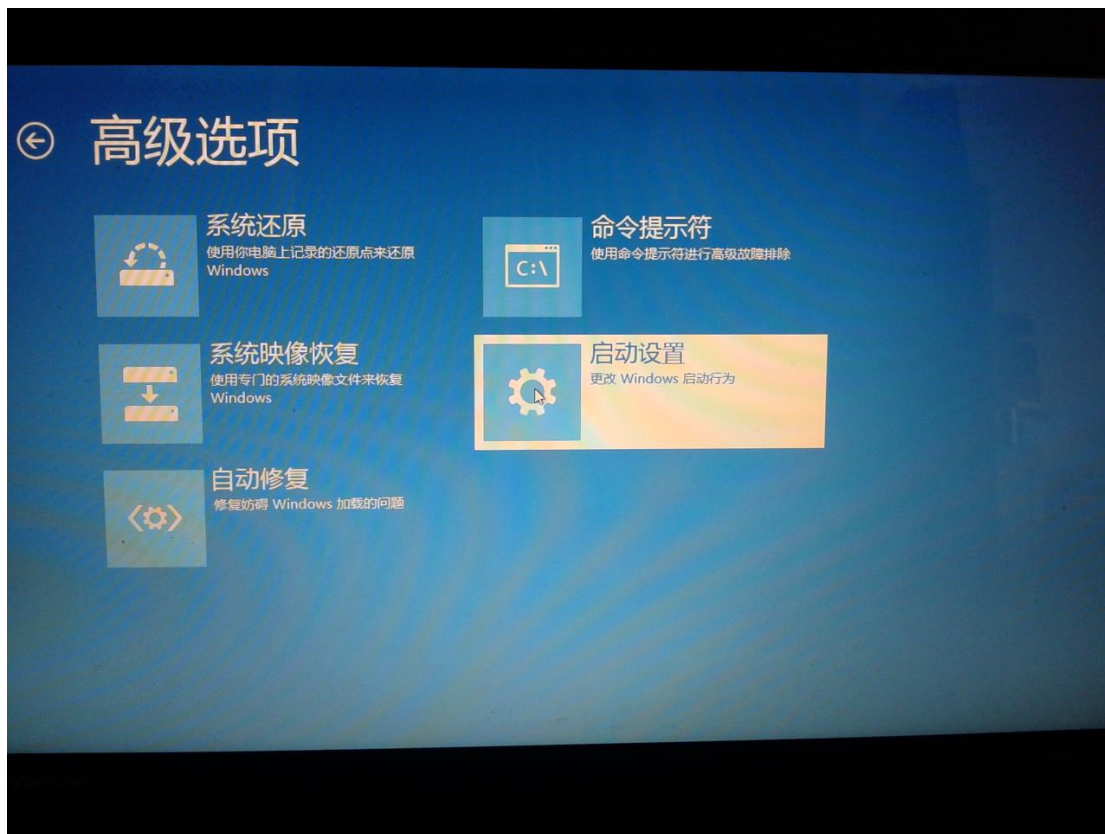 高级选项
系统还原
使用你电脑上记录的还原点来还原
Windows
命令提示符
使用命令提示符进行高级故障排除
C:\
系统映像恢复
使用专门的系统映像文件来恢复
Windows
启动设置
更改 Windows 启动行为
自动修复
修复妨碍 Windows 加载的问题